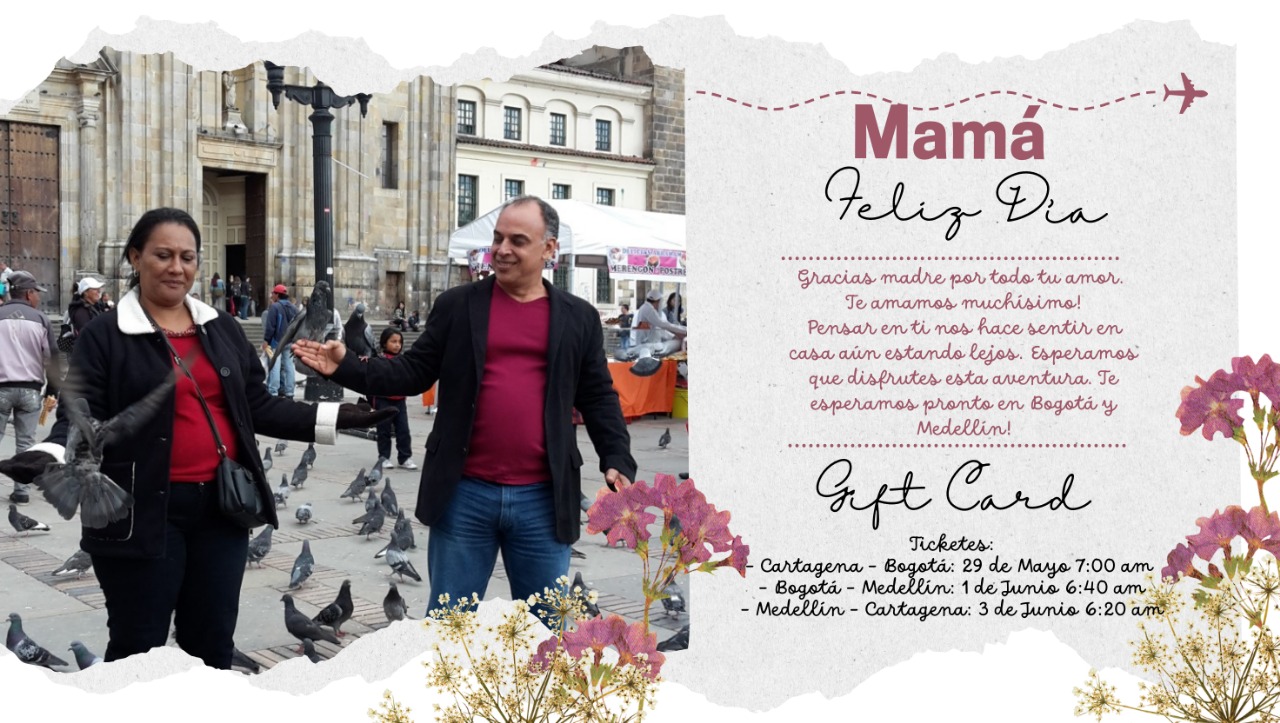 Mamá
Feliz Día
Gracias madre por todo tu amor.
Te amamos muchísimo!
Pensar en ti nos hace sentir en
casa aún estando lejos. Esperamos
que disfrutes esta aventura. Te
esperamos pronto en Bogotá y
Medellín!
Gift Card
Ticketes:
- Cartagena - Bogotá: 29 de Mayo 7:00 am
- Bogotá - Medellín: 1 de Junio 6:40 am
- Medellín - Cartagena: 3 de Junio 6:20 am
MERENGON POSTRE